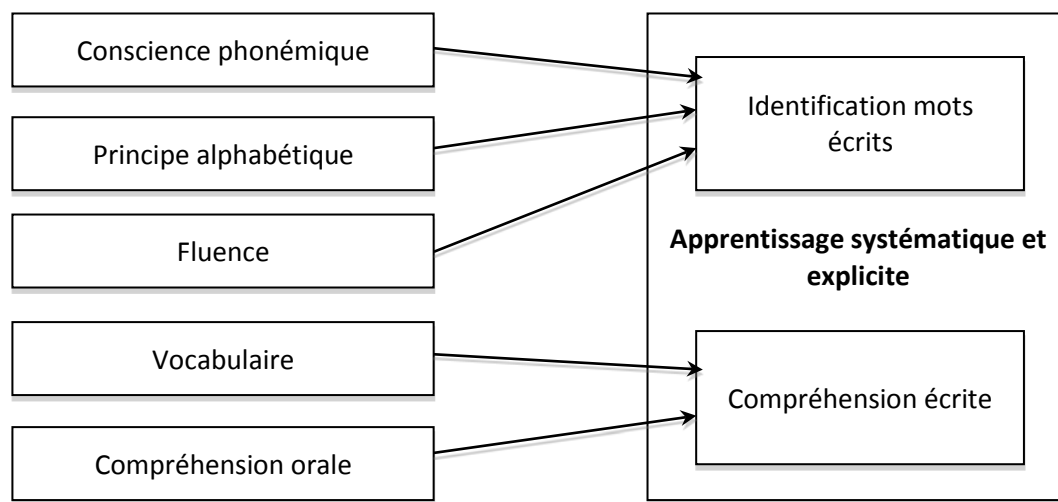 Conscience phonémique
Principe alphabétique
Fluence
Vocabulaire
Compréhension orale
Identification mots
écrits
Apprentissage systématique et
explicite
Compréhension écrite